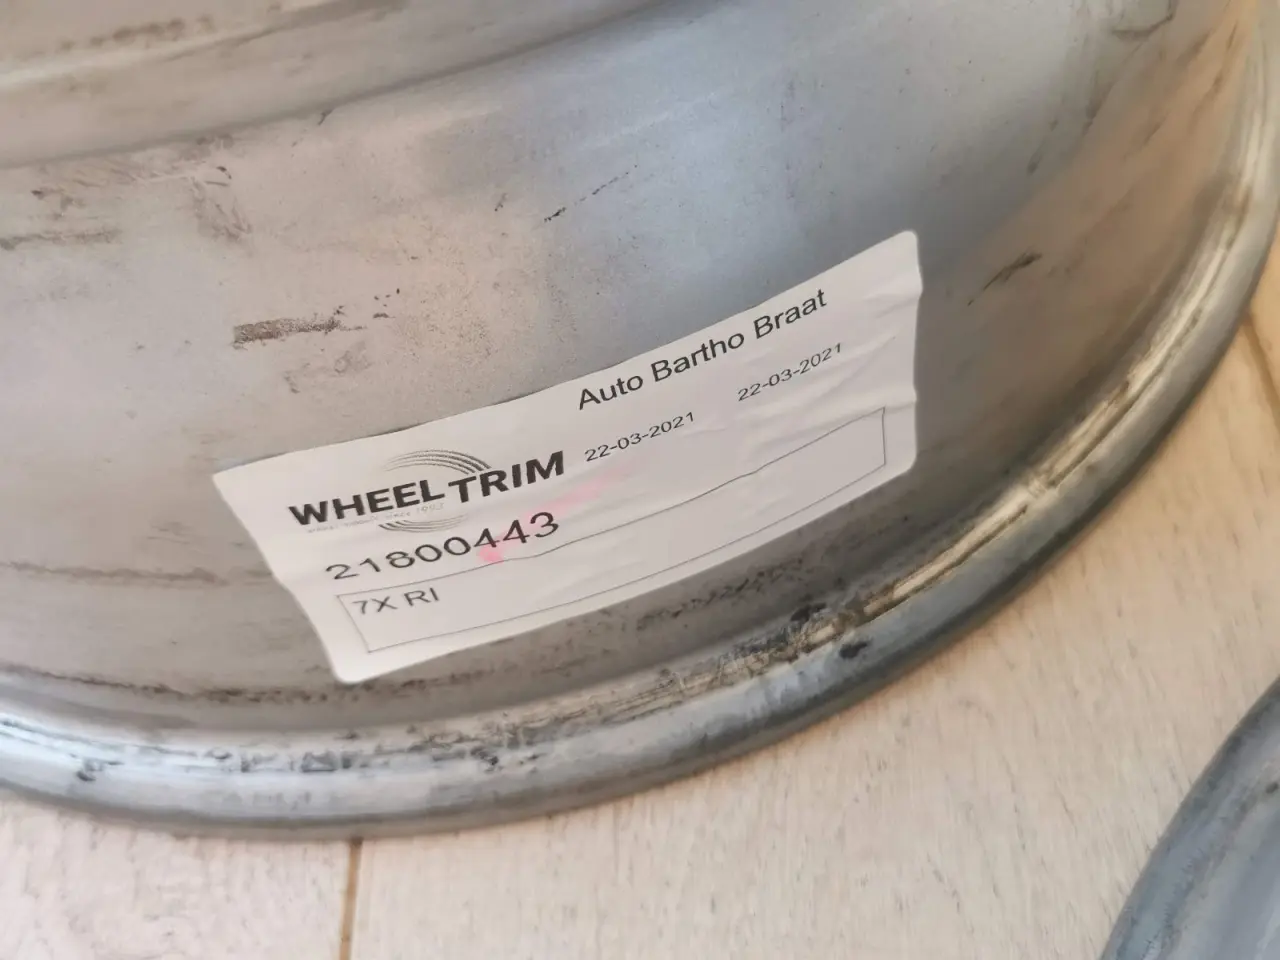 Auto Bartho Braat
22-03-2021 22-03-2021
WHEELTRIM
21800443
7X RI